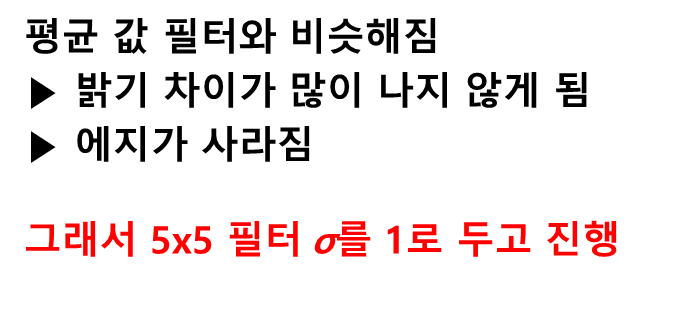 평균 값 필터와 비슷해짐
▶ 밝기 차이가 많이 나지 않게 됨
▶ 에지가 사라짐
그래서 5x5 필터 𝜎를 1로 두고 진행